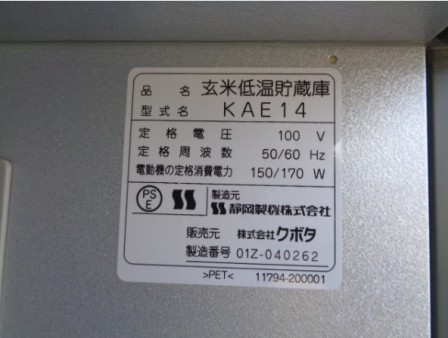 品名 玄米低温貯蔵庫
型式名 KAE14
定格電圧 100 V
定格周波数 50/60 Hz
電動機の定格消費電力 150/170 W
PS E SS 製造元 SS 静岡製機株式会社
販売元 株式会社 クボタ
製造番号 01Z-040262
>PET< 11794-200001